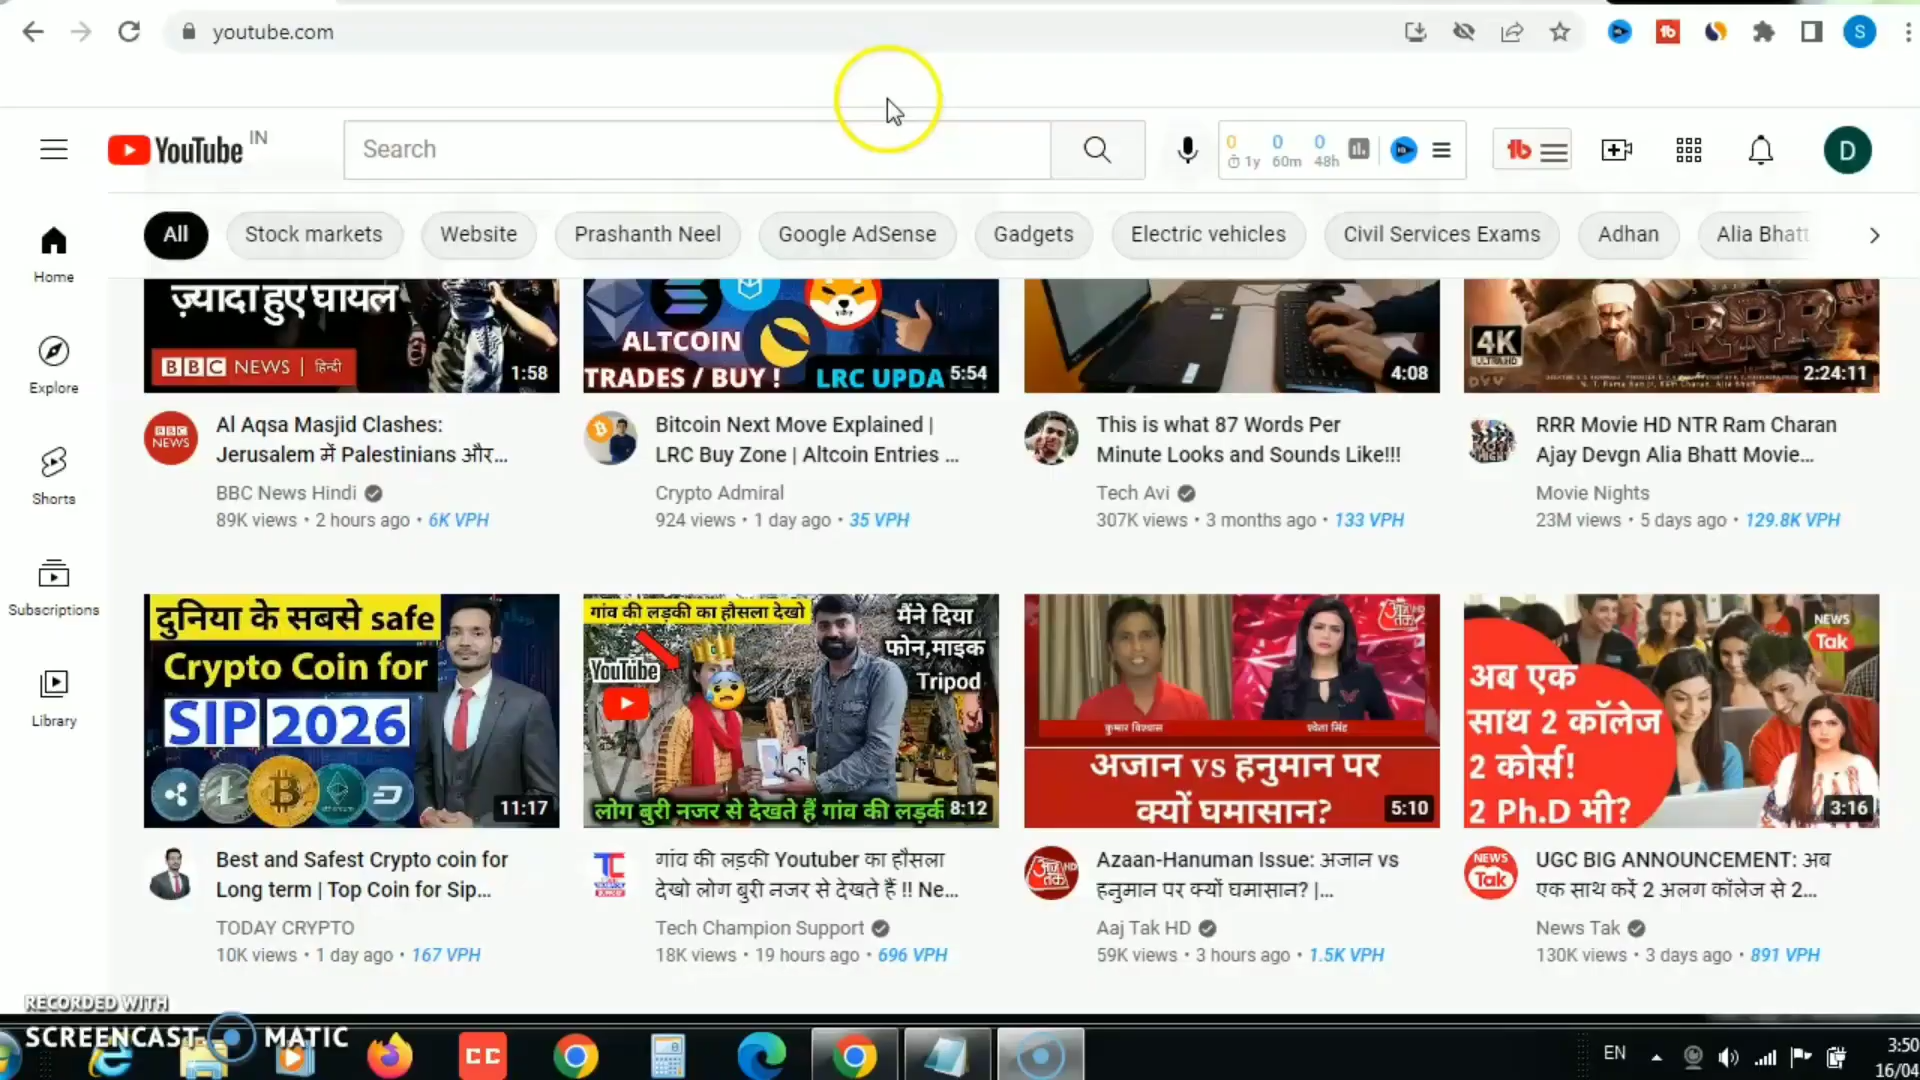 youtube.com
S
YouTube IN
Search
0 0 0
1y 60m 48h
tb
D
All
Stock markets
Website
Prashanth Neel
Google AdSense
Gadgets
Electric vehicles
Civil Services Exams
Adhan
Alia Bhatt
Home
Explore
Shorts
Subscriptions
Library
ज़्यादा हुए घायल
BBC NEWS | हिन्दी
1:58
ALTCOIN
TRADES / BUY ! LRC UPDA
5:54
4:08
4K
ULTRA HD
RRR
2:24:11
BBC
NEWS
Al Aqsa Masjid Clashes:
Jerusalem में Palestinians और...
BBC News Hindi
89K views • 2 hours ago • 6K VPH
Bitcoin Next Move Explained |
LRC Buy Zone | Altcoin Entries ...
Crypto Admiral
924 views • 1 day ago • 35 VPH
This is what 87 Words Per
Minute Looks and Sounds Like!!!
Tech Avi
307K views • 3 months ago • 133 VPH
RRR Movie HD NTR Ram Charan
Ajay Devgn Alia Bhatt Movie...
Movie Nights
23M views • 5 days ago • 129.8K VPH
दुनिया के सबसे safe
Crypto Coin for
SIP 2026
11:17
गांव की लड़की का हौसला देखो
YouTube
मैंने दिया
फोन,माइक
Tripod
लोग बुरी नजर से देखते हैं गांव की लड़की
8:12
कुमार विश्वास
श्वेता सिंह
अजान vs हनुमान पर
क्यों घमासान?
5:10
NEWS
Tak
अब एक
साथ 2 कॉलेज
2 कोर्स!
2 Ph.D भी?
3:16
Best and Safest Crypto coin for
Long term | Top Coin for Sip...
TODAY CRYPTO
10K views • 1 day ago • 167 VPH
गांव की लड़की Youtuber का हौसला
देखो लोग बुरी नजर से देखते हैं !! Ne...
Tech Champion Support
18K views • 19 hours ago • 696 VPH
Azaan-Hanuman Issue: अजान vs
हनुमान पर क्यों घमासान? |...
Aaj Tak HD
59K views • 3 hours ago • 1.5K VPH
NEWS
Tak
UGC BIG ANNOUNCEMENT: अब
एक साथ करें 2 अलग कॉलेज से 2...
News Tak
130K views • 3 days ago • 891 VPH
RECORDED WITH
SCREENCAST MATIC
CC
EN
3:50
16/04